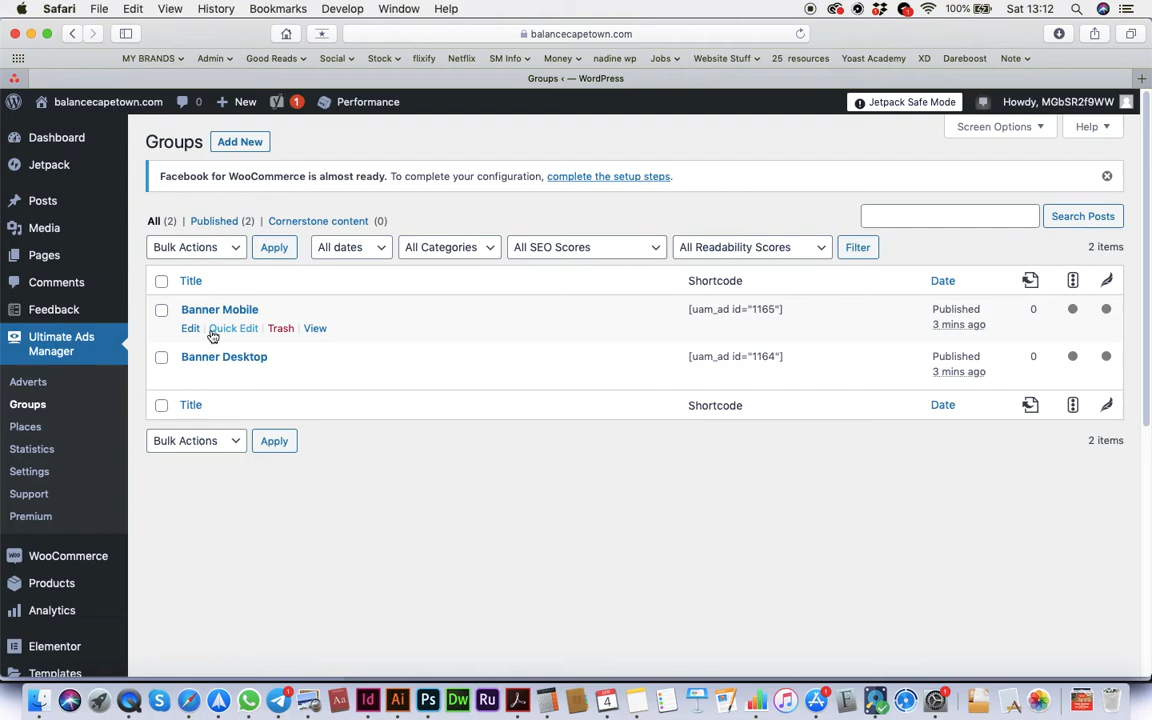 Safari File Edit View History Bookmarks Develop Window Help 100% Sat 13:12
balancecapetown.com
MY BRANDS Admin Good Reads Social Stock flixify Netflix SM Info Money nadine wp Jobs Website Stuff 25 resources Yoast Academy XD Dareboost Note
Groups ‹ — WordPress
balancecapetown.com 0 New 1 Performance Jetpack Safe Mode Howdy, MGbSR2f9WW
Screen Options Help
Dashboard
Jetpack
Posts
Media
Pages
Comments
Feedback
Ultimate Ads
Manager
Adverts
Groups
Places
Statistics
Settings
Support
Premium
WooCommerce
Products
Analytics
Elementor
Templates
Groups Add New
Facebook for WooCommerce is almost ready. To complete your configuration, complete the setup steps.
All (2) | Published (2) | Cornerstone content (0)
Search Posts
Bulk Actions Apply All dates All Categories All SEO Scores All Readability Scores Filter 2 items
Title Shortcode Date
Banner Mobile [uam_ad id="1165"] Published 0
Edit | Quick Edit | Trash | View 3 mins ago
Banner Desktop [uam_ad id="1164"] Published 0
3 mins ago
Title Shortcode Date
Bulk Actions Apply 2 items